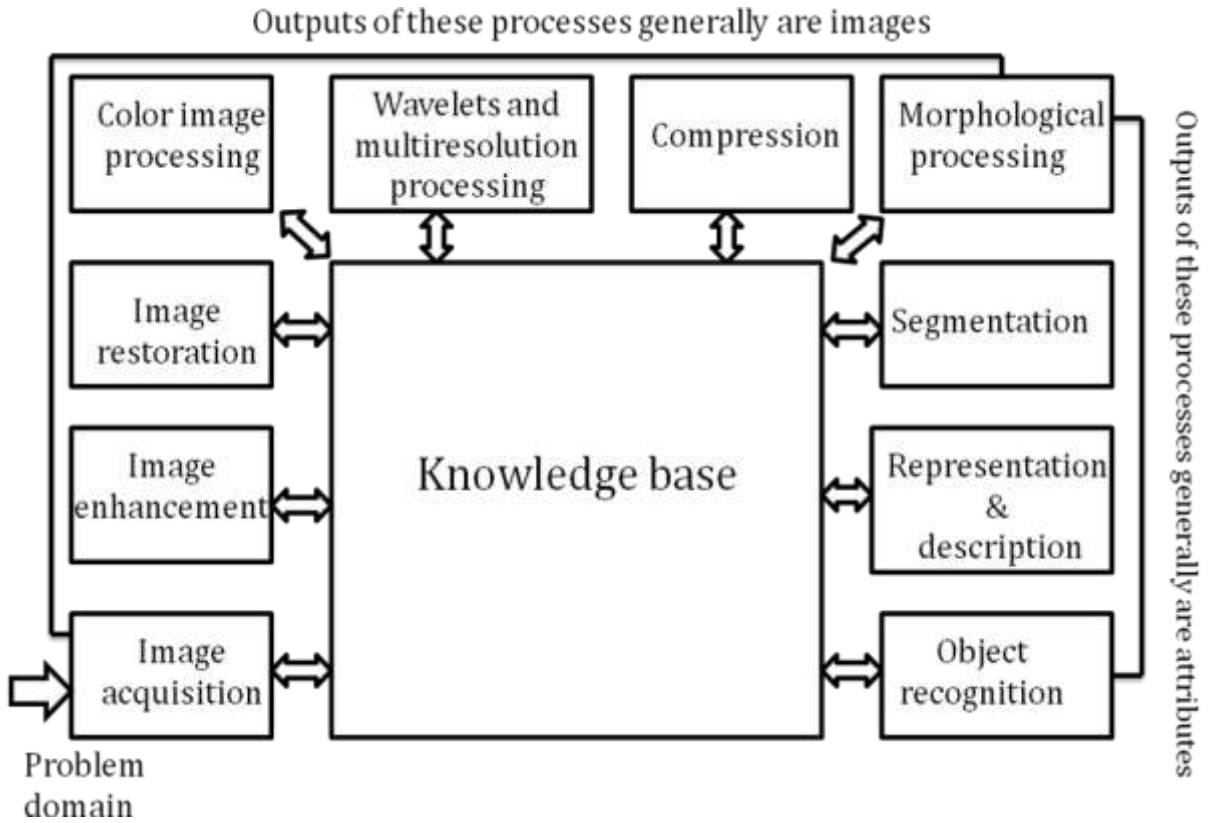 Outputs of these processes generally are images
Color image
processing
Wavelets and
multiresolution
processing
Compression
Morphological
processing
Image
restoration
Segmentation
Image
enhancement
Knowledge base
Representation
&
description
Image
acquisition
Object
recognition
Problem
domain
Outputs of these processes generally are attributes